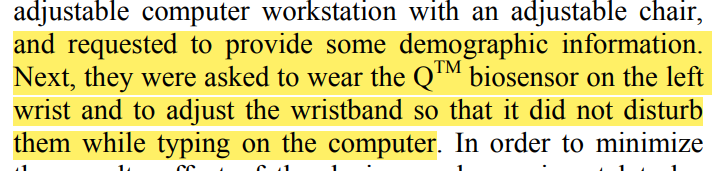 adjustable computer workstation with an adjustable chair,
and requested to provide some demographic information.
Next, they were asked to wear the Q™ biosensor on the left
wrist and to adjust the wristband so that it did not disturb
them while typing on the computer. In order to minimize